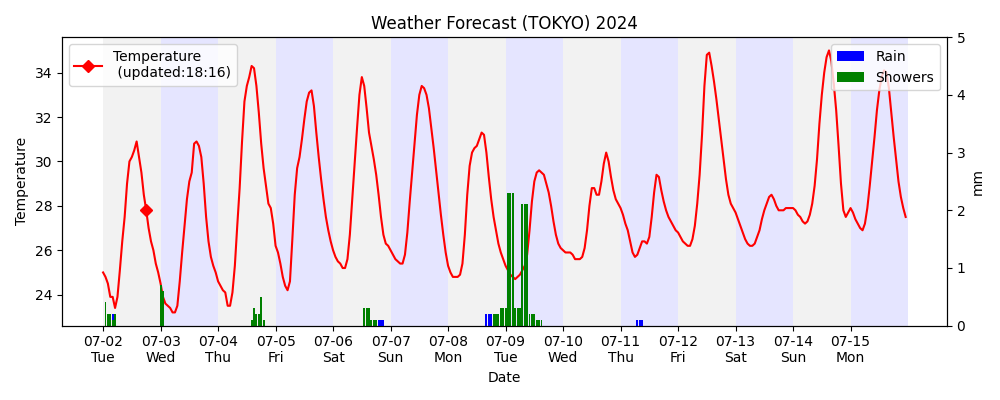 Weather Forecast (TOKYO) 2024
Temperature
(updated:18:16)
Rain
Showers
Temperature
34
32
30
28
26
24
5
4
3
2
1
0
mm
07-02 07-03 07-04 07-05 07-06 07-07 07-08 07-09 07-10 07-11 07-12 07-13 07-14 07-15
Tue Wed Thu Fri Sat Sun Mon Tue Wed Thu Fri Sat Sun Mon
Date